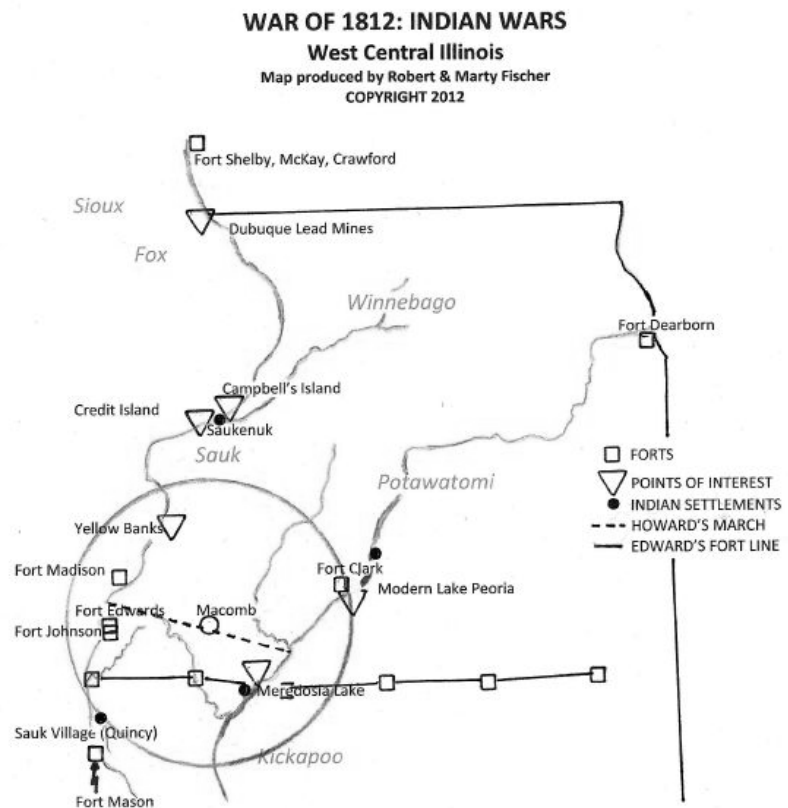 WAR OF 1812: INDIAN WARS
West Central Illinois
Map produced by Robert & Marty Fischer
COPYRIGHT 2012
Fort Shelby, McKay, Crawford
Sioux
Dubuque Lead Mines
Fox
Winnebago
Fort Dearborn
Campbell's Island
Credit Island
Saukenuk
Sauk
FORTS
Potawatomi
POINTS OF INTEREST
INDIAN SETTLEMENTS
Yellow Banks
HOWARD'S MARCH
EDWARD'S FORT LINE
Fort Madison
Fort Clark
Modern Lake Peoria
Fort Edwards
Macomb
Fort Johnson
Meredosia Lake
Sauk Village (Quincy)
Kickapoo
Fort Mason